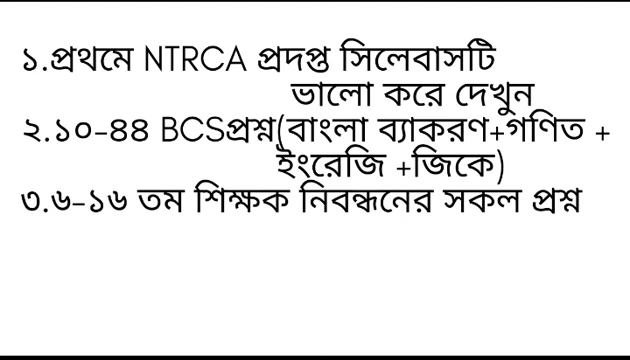 ১.প্রথমে NTRCA প্রদপ্ত সিলেবাসটি
ভালো করে দেখুন
২.১০-৪৪ BCSপ্রশ্ন(বাংলা ব্যাকরণ+গণিত +
ইংরেজি +জিকে)
৩.৬-১৬ তম শিক্ষক নিবন্ধনের সকল প্রশ্ন